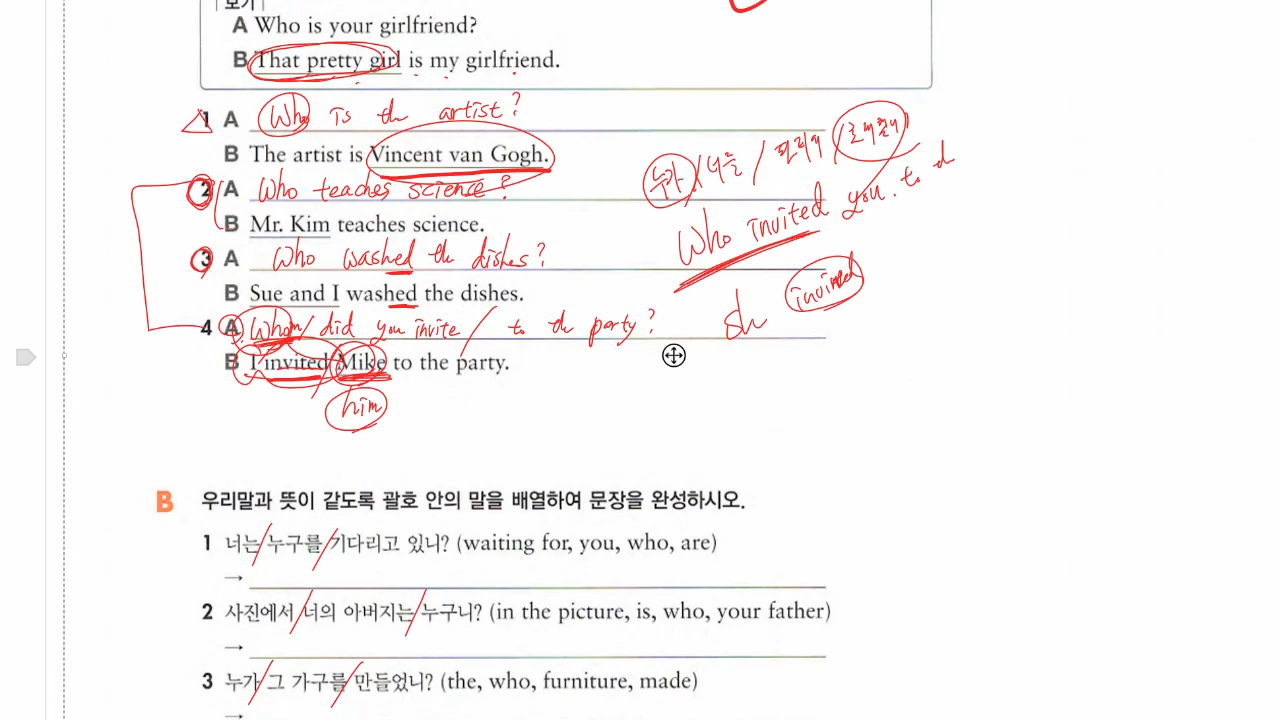 보기
A Who is your girlfriend?
B That pretty girl is my girlfriend.
1 A Who is the artist?
B The artist is Vincent van Gogh.
누가/너를/파티에/초대했니
2 A Who teaches science?
B Mr. Kim teaches science.
Who invited you. to
3 A Who washed the dishes?
B Sue and I washed the dishes.
4 A Whom/did you invite/to the party?
B I invited/Mike to the party.
him
B 우리말과 뜻이 같도록 괄호 안의 말을 배열하여 문장을 완성하시오.
1 너는/누구를/기다리고 있니? (waiting for, you, who, are)
→
2 사진에서/너의 아버지는/누구니? (in the picture, is, who, your father)
→
3 누가/그 가구를/만들었니? (the, who, furniture, made)
→